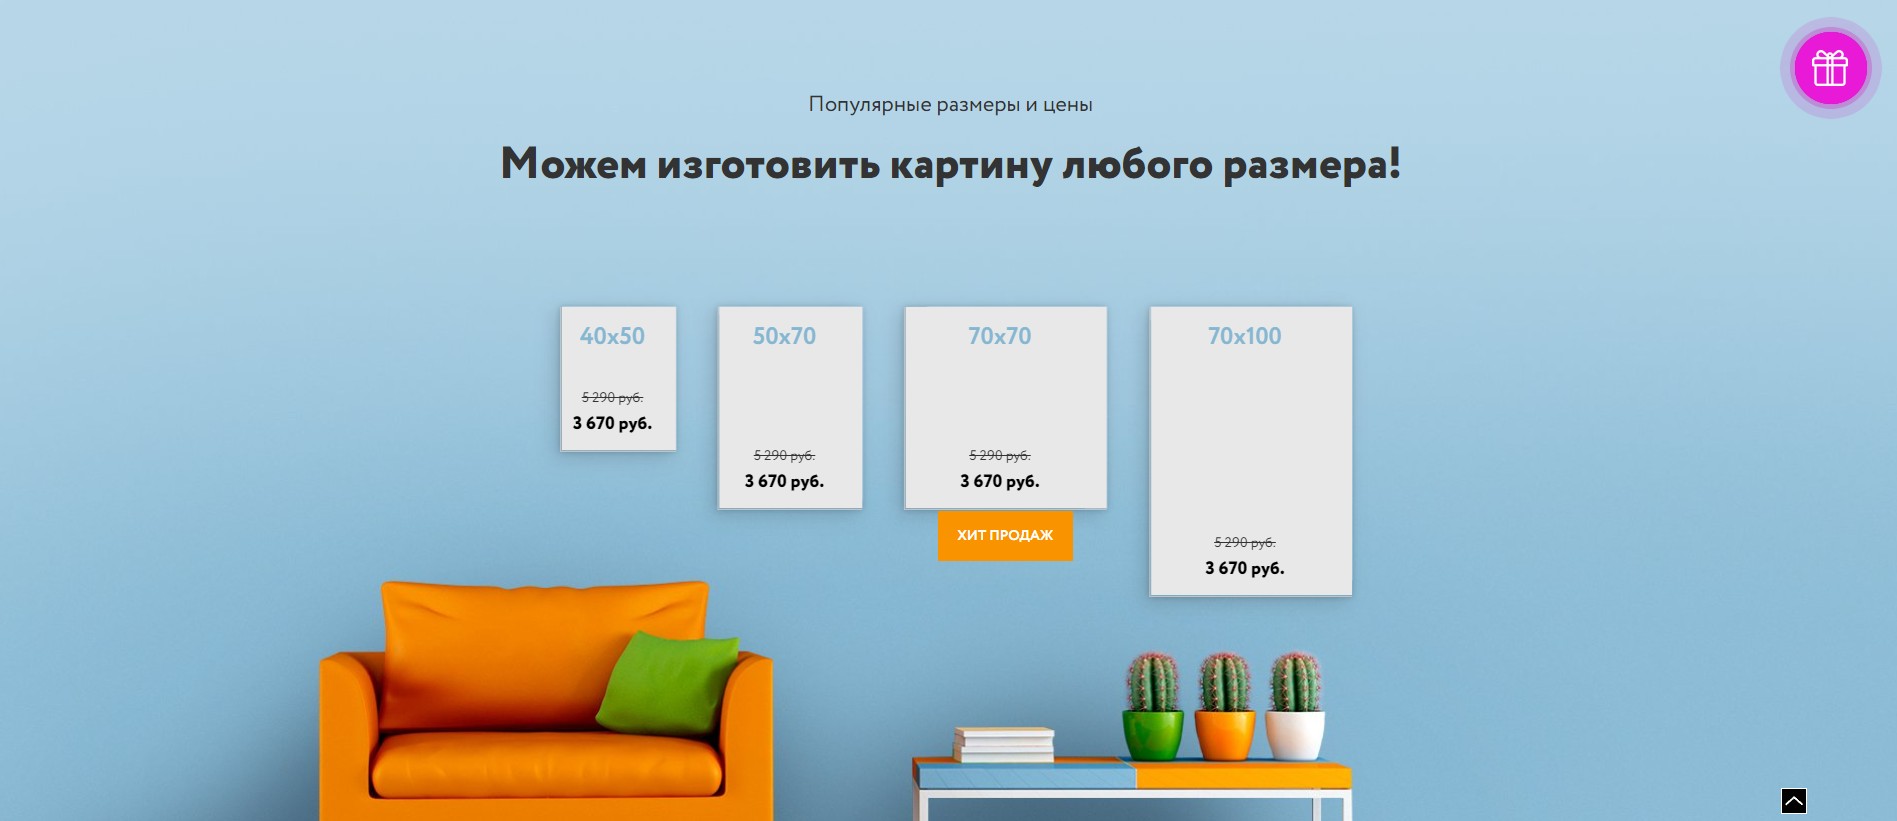 Популярные размеры и цены
Можем изготовить картину любого размера!
40x50
5 290 руб.
3 670 руб.
50x70
5 290 руб.
3 670 руб.
70x70
5 290 руб.
3 670 руб.
ХИТ ПРОДАЖ
70x100
5 290 руб.
3 670 руб.